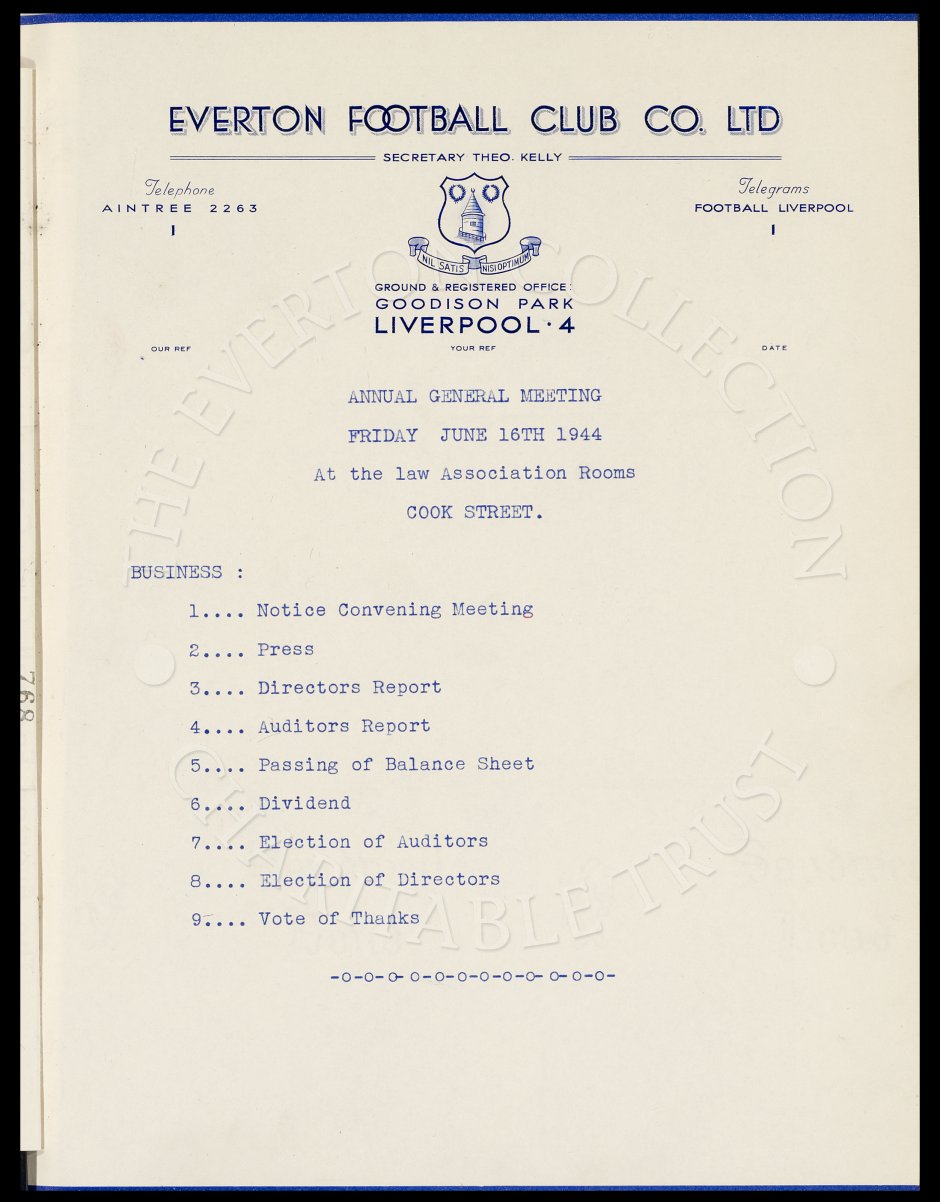 EVERTON FOOTBALL CLUB CO. LTD
SECRETARY THEO. KELLY
Telephone
AINTREE 2263
Telegrams
FOOTBALL LIVERPOOL
NIL SATIS NISI OPTIMUM
GROUND & REGISTERED OFFICE:
GOODISON PARK
LIVERPOOL · 4
OUR REF
YOUR REF
DATE
ANNUAL GENERAL MEETING
FRIDAY JUNE 16TH 1944
At the law Association Rooms
COOK STREET.
BUSINESS :
1.... Notice Convening Meeting
2.... Press
3.... Directors Report
4.... Auditors Report
5.... Passing of Balance Sheet
6.... Dividend
7.... Election of Auditors
8.... Election of Directors
9.... Vote of Thanks
-o-o-o-o-o-o-o-o-o-o-o-o-
THE EVERTON COLLECTION
CHARITABLE TRUST
768